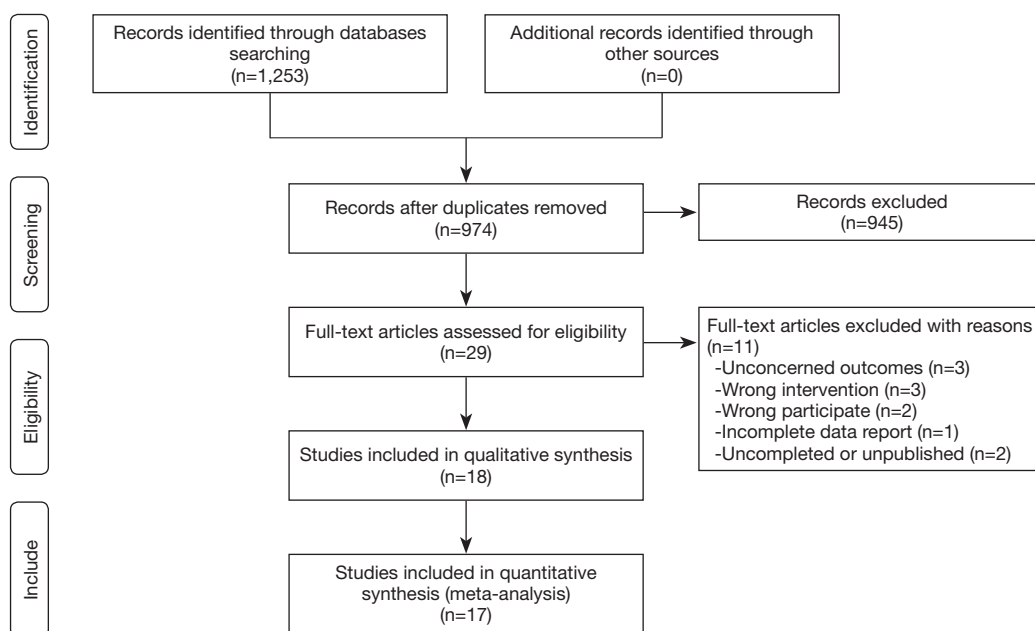 Identification
Records identified through databases
searching
(n=1,253)
Additional records identified through
other sources
(n=0)
Screening
Records after duplicates removed
(n=974)
Records excluded
(n=945)
Eligibility
Full-text articles assessed for eligibility
(n=29)
Full-text articles excluded with reasons
(n=11)
-Unconcerned outcomes (n=3)
-Wrong intervention (n=3)
-Wrong participate (n=2)
-Incomplete data report (n=1)
-Uncompleted or unpublished (n=2)
Studies included in qualitative synthesis
(n=18)
Include
Studies included in quantitative
synthesis (meta-analysis)
(n=17)